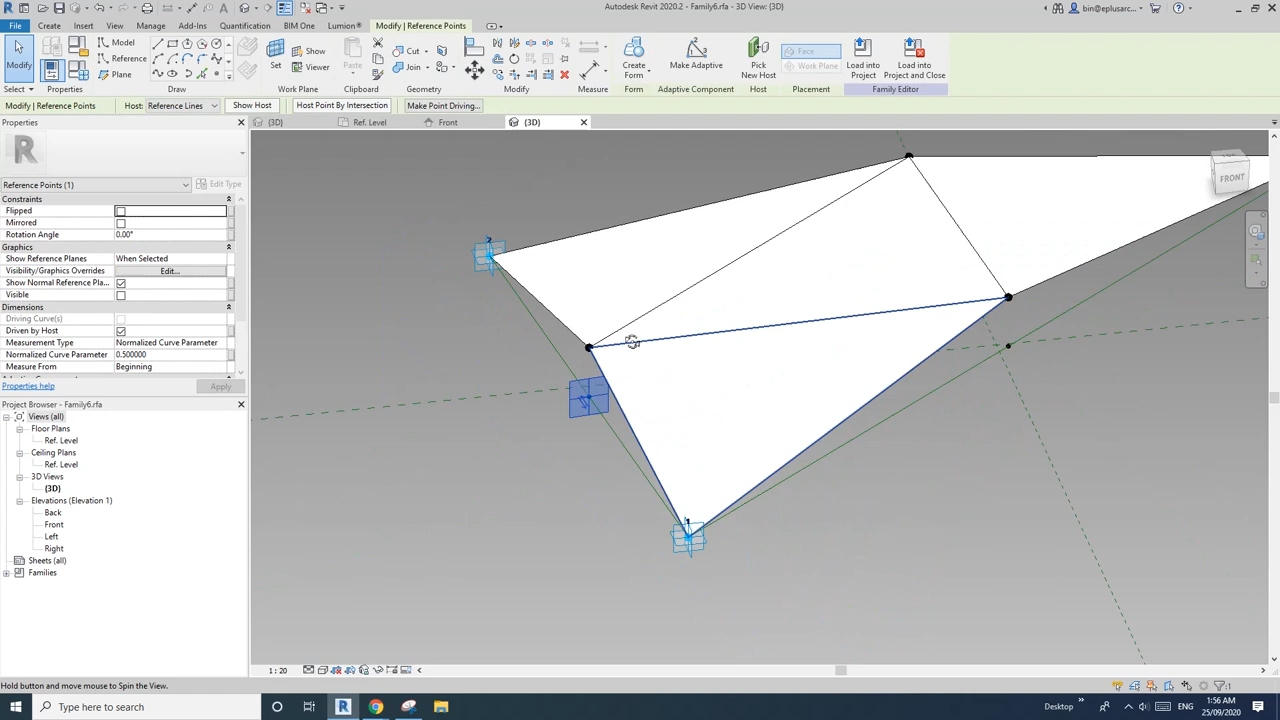 Autodesk Revit 2020.2 - Family6.rfa - 3D View: {3D}
bin@eplusarc...
File Create Insert View Manage Add-Ins Quantification BIM One Lumion® Modify | Reference Points
Modify
Model
Reference
Plane
Set
Show
Viewer
Paste
Cut
Join
Create Form
Make Adaptive
Pick New Host
Face
Work Plane
Load into Project
Load into Project and Close
Select Properties Draw Work Plane Clipboard Geometry Modify Measure Form Adaptive Component Host Placement Family Editor
Modify | Reference Points Host: Reference Lines Show Host Host Point By Intersection Make Point Driving...
Properties
{3D} Ref. Level Front {3D}
Reference Points (1) Edit Type
Constraints
Flipped
Mirrored
Rotation Angle 0.00°
Graphics
Show Reference Planes When Selected
Visibility/Graphics Overrides Edit...
Show Normal Reference Pla...
Visible
Dimensions
Driving Curve(s)
Driven by Host
Measurement Type Normalized Curve Parameter
Normalized Curve Parameter 0.500000
Measure From Beginning
Properties help Apply
Project Browser - Family6.rfa
Views (all)
Floor Plans
Ref. Level
Ceiling Plans
Ref. Level
3D Views
{3D}
Elevations (Elevation 1)
Back
Front
Left
Right
Sheets (all)
Families
FRONT
2
1
1 : 20
Hold button and move mouse to Spin the View.
:1
Type here to search
Desktop
ENG
1:56 AM
25/09/2020